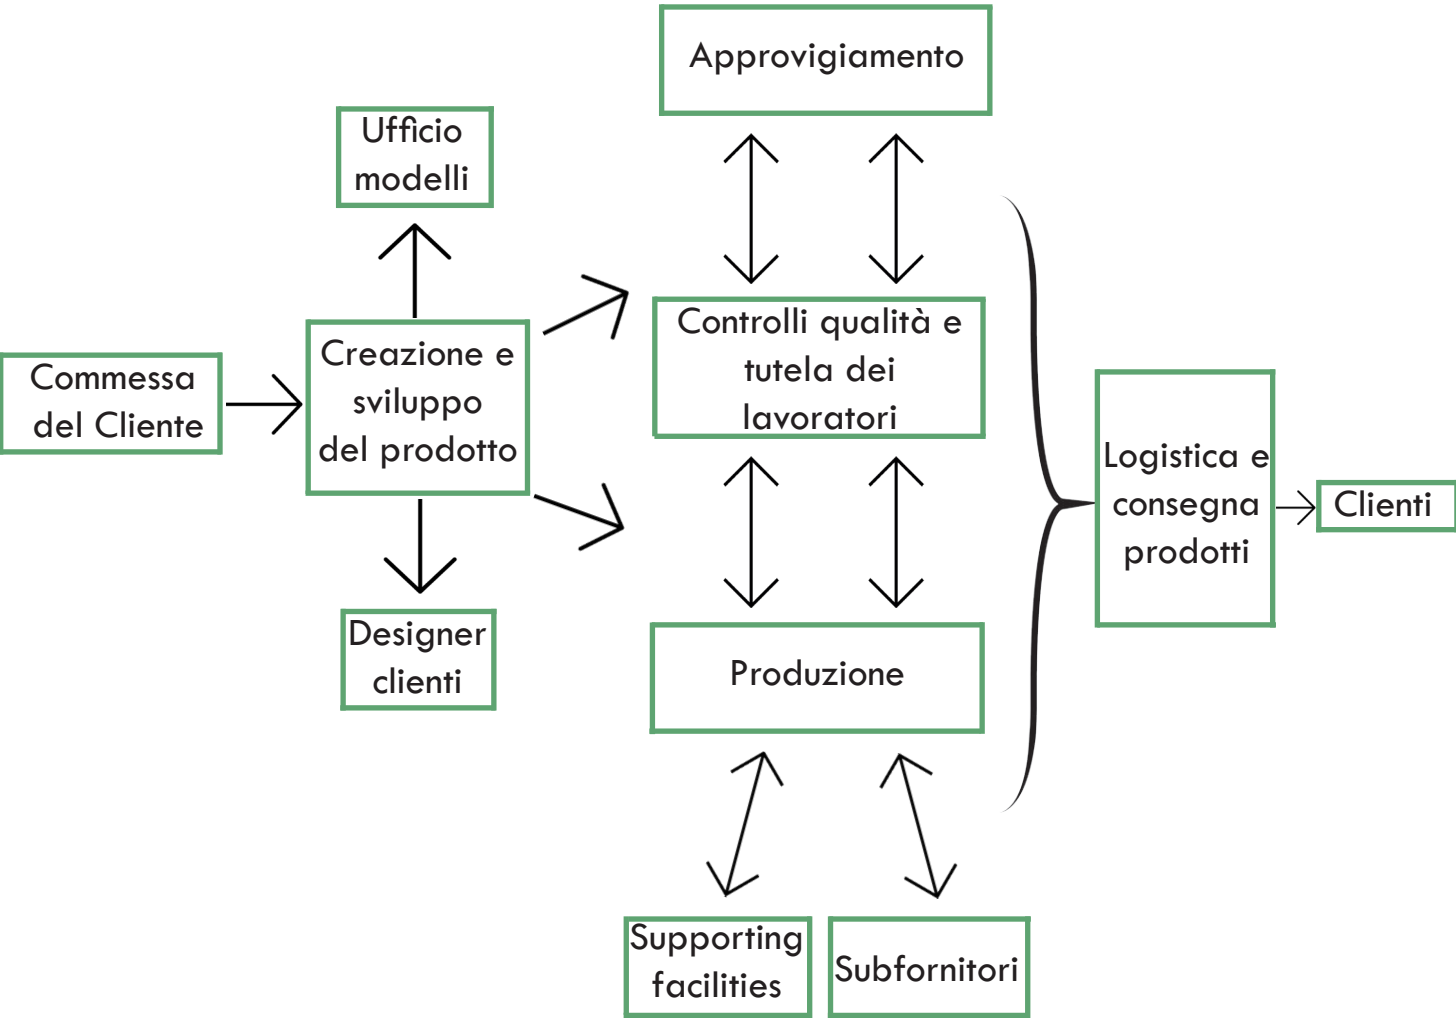 Approvigiamento
Ufficio
modelli
Controlli qualità e
tutela dei
lavoratori
Creazione e
sviluppo
del prodotto
Commessa
del Cliente
Logistica e
consegna
prodotti
Clienti
Designer
clienti
Produzione
Supporting
facilities
Subfornitori